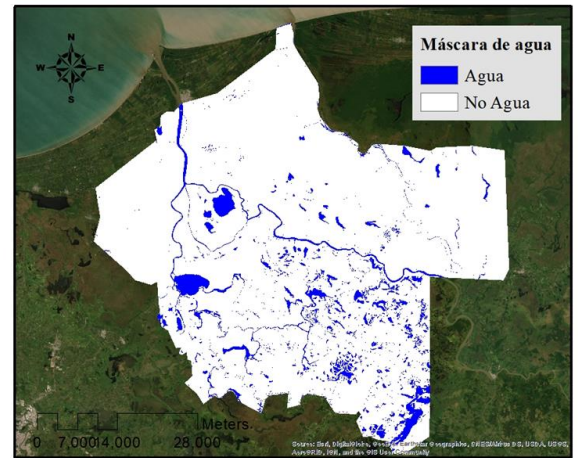 N
W E
S
Máscara de agua
Agua
No Agua
Meters
0 7,000 14,000 28,000
Source: Esri, DigitalGlobe, GeoEye, Earthstar Geographics, CNES/Airbus DS, USDA, USGS,
AeroGRID, IGN, and the GIS User Community